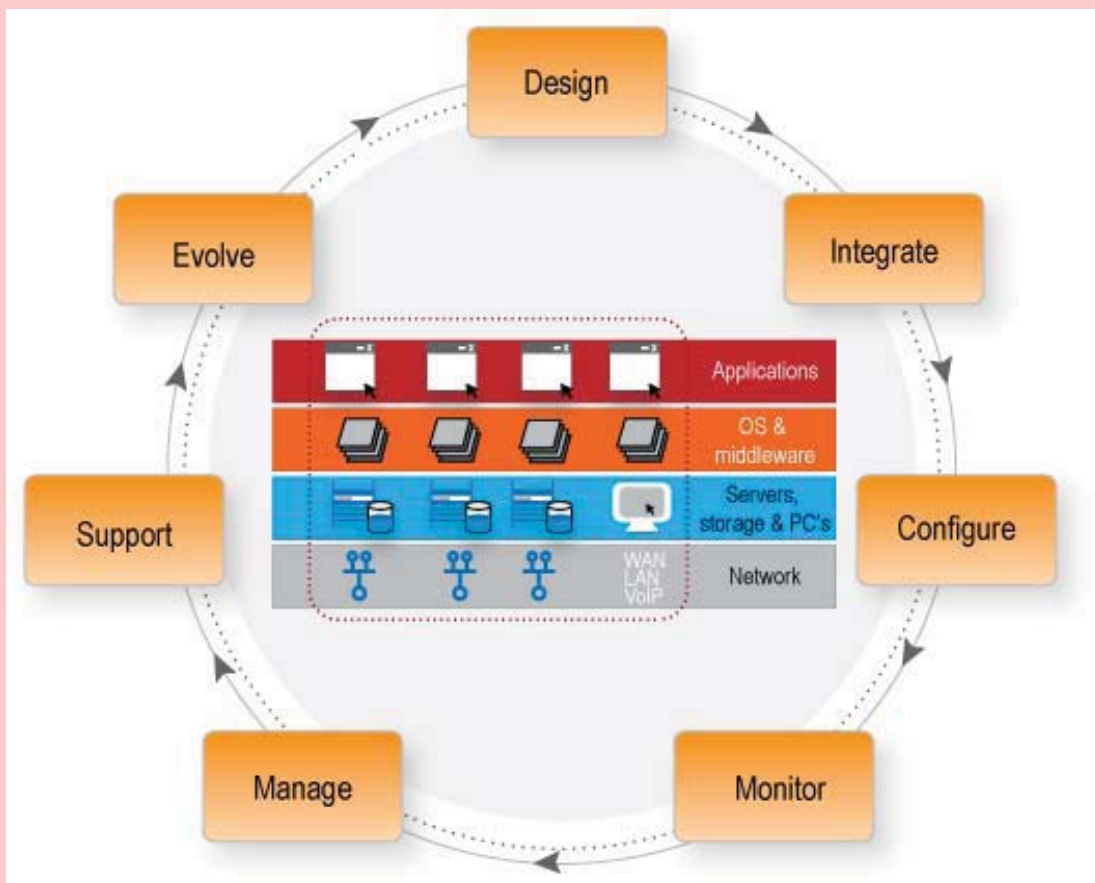 Design
Evolve
Integrate
Applications
OS &
middleware
Servers,
storage & PC's
Support
Configure
WAN
LAN
VoIP
Network
Manage
Monitor